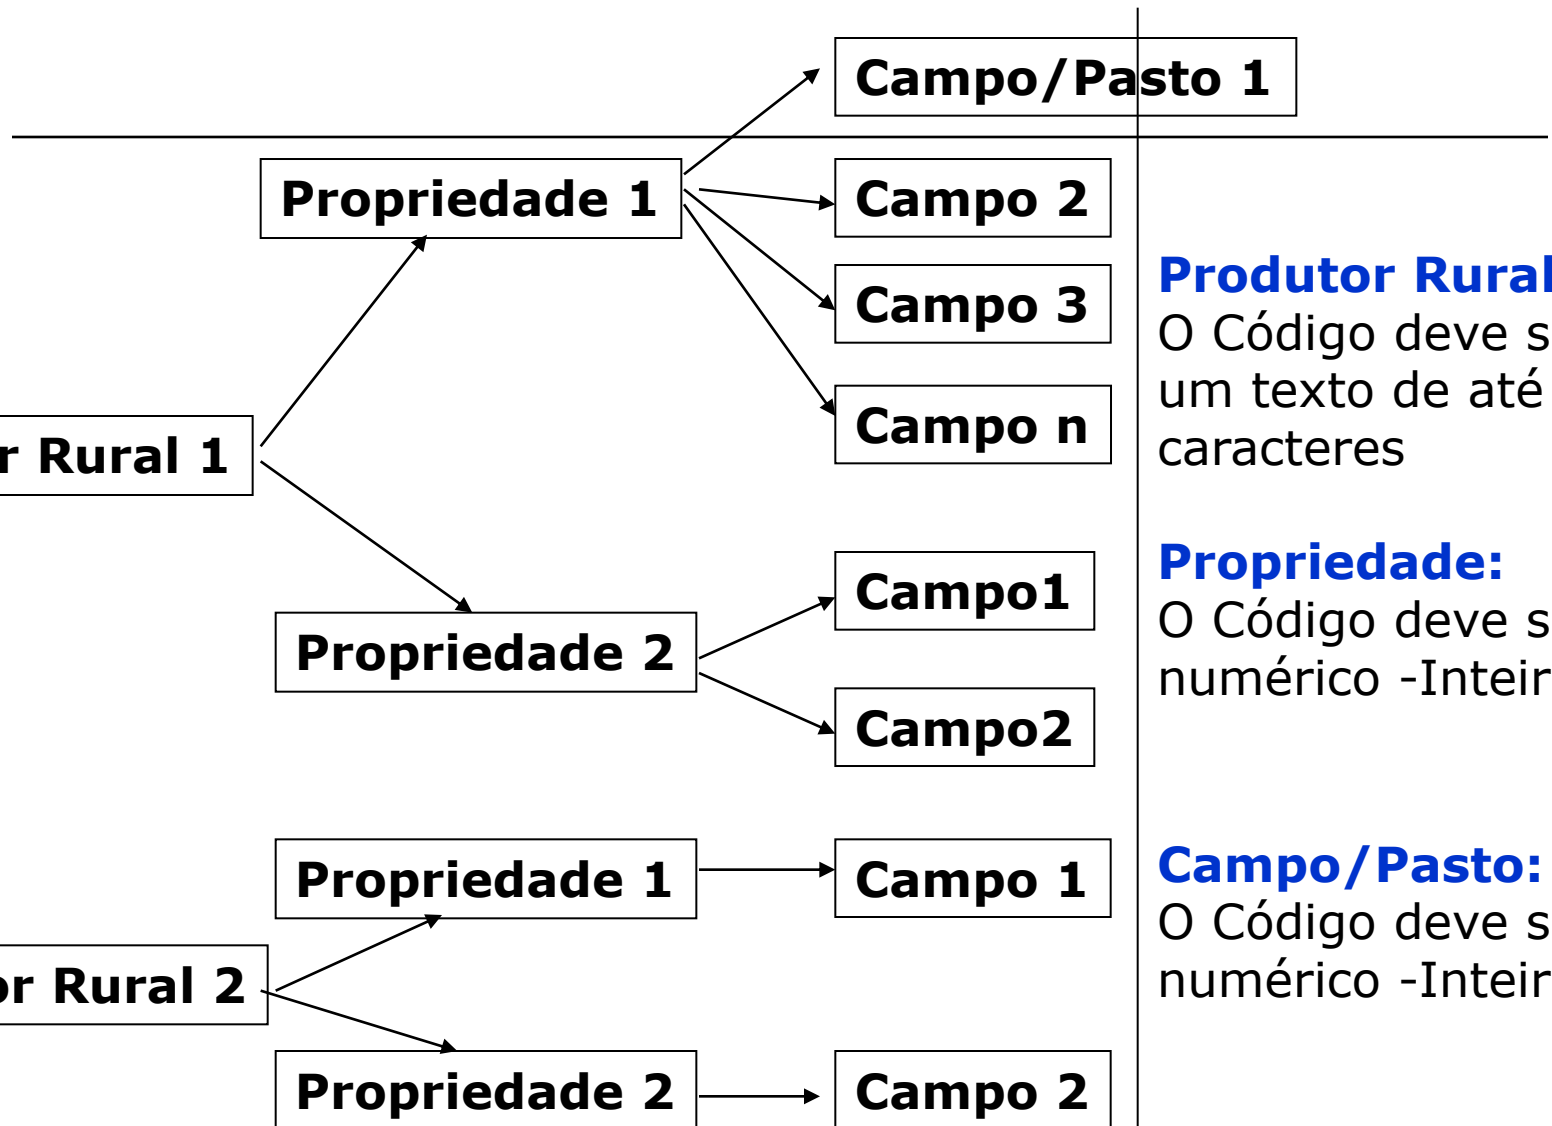 Campo/Pasto 1
Propriedade 1
Campo 2
Campo 3
Campo n
r Rural 1
Campo1
Propriedade 2
Campo2
Propriedade 1
Campo 1
or Rural 2
Propriedade 2
Campo 2
Produtor Rural
O Código deve s
um texto de até
caracteres
Propriedade:
O Código deve s
numérico -Inteir
Campo/Pasto:
O Código deve s
numérico -Inteir